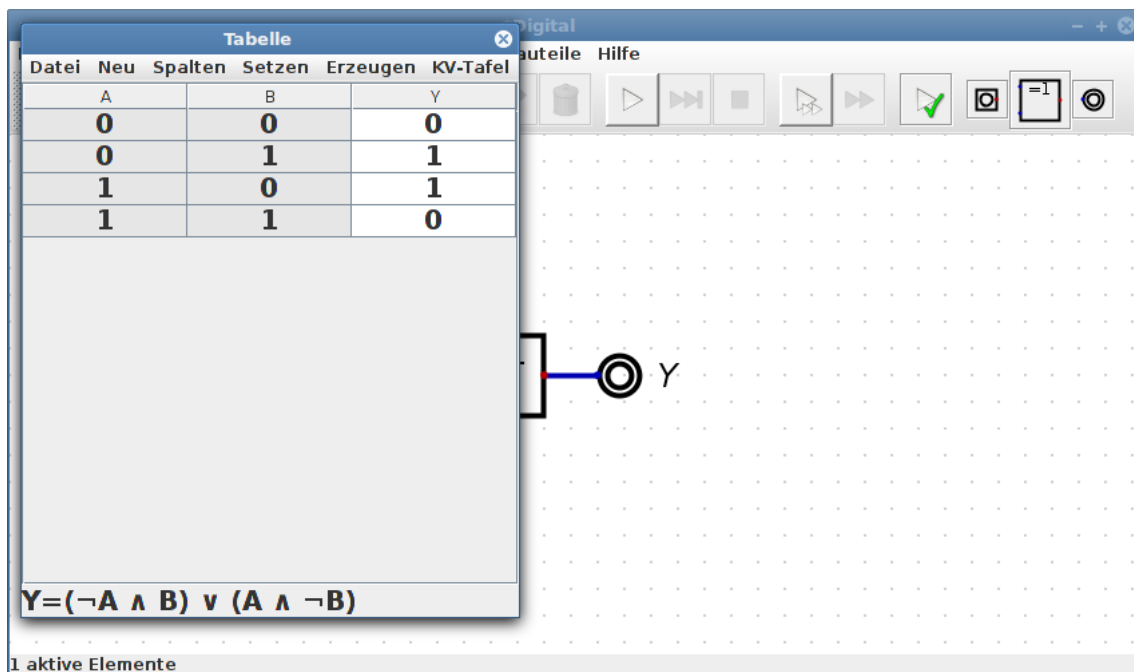 Digital
Tabelle
auteile Hilfe
Datei Neu Spalten Setzen Erzeugen KV-Tafel
=1
A B Y
0 0 0
0 1 1
1 0 1
1 1 0
Y
Y=(¬A ∧ B) ∨ (A ∧ ¬B)
1 aktive Elemente